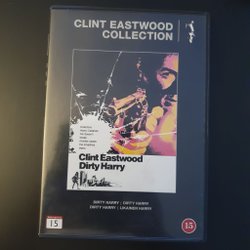 CLINT EASTWOOD
COLLECTION
Clint Eastwood
Dirty Harry
DIRTY HARRY | DIRTY HARRY
DIRTY HARRY | LIKAINEN HARRY
15
15